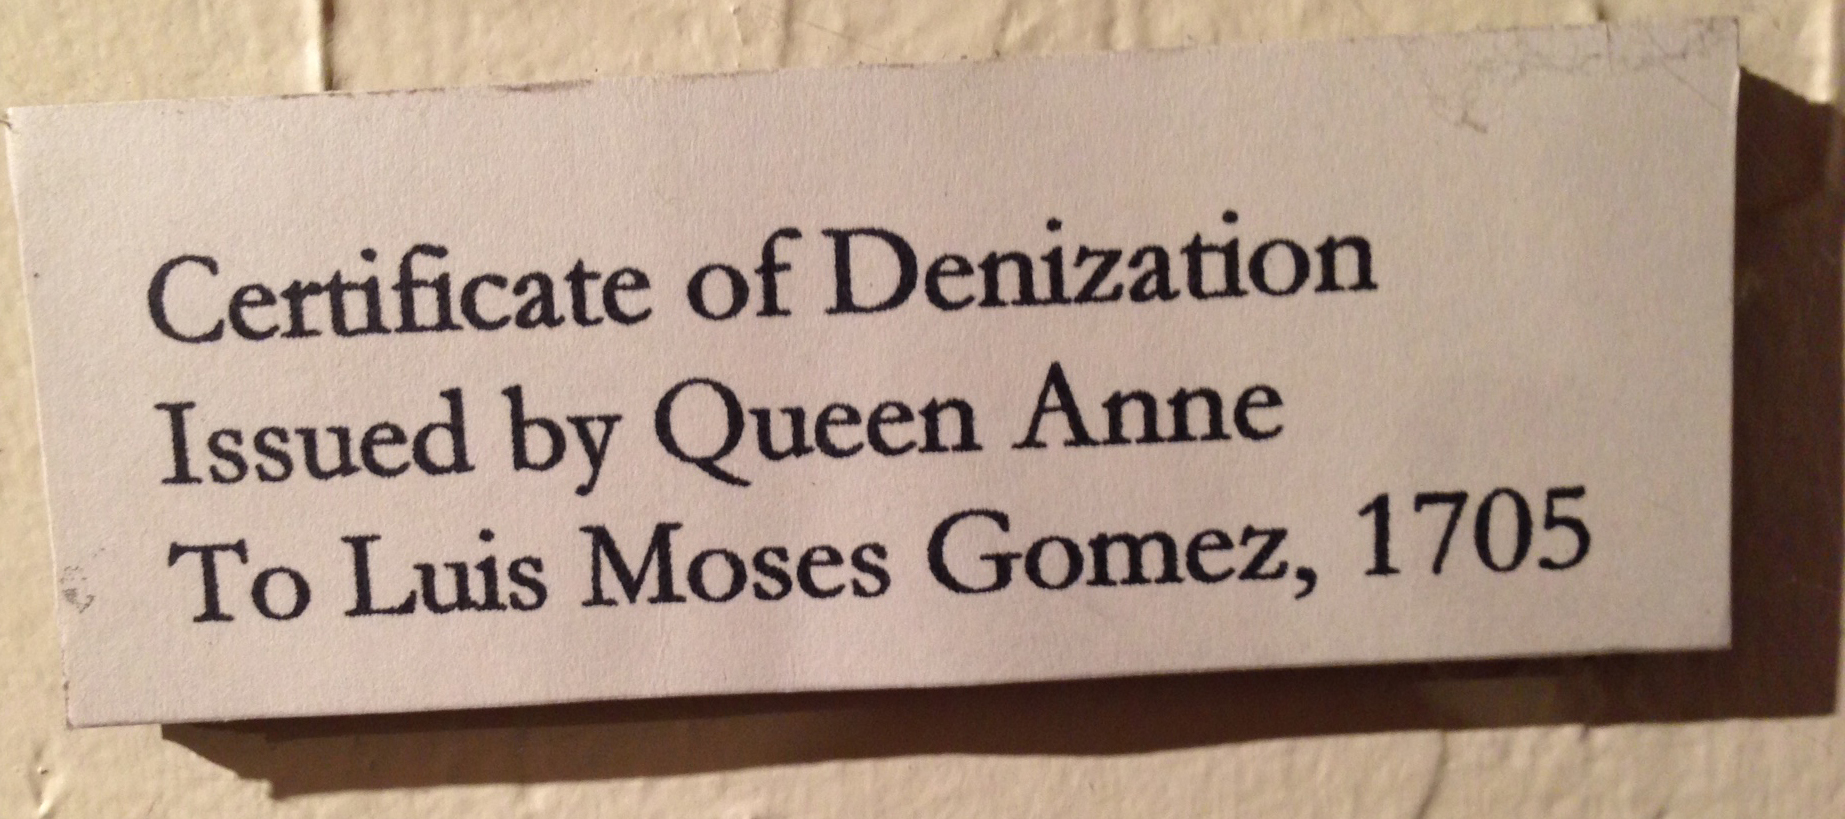 Certificate of Denization
Issued by Queen Anne
To Luis Moses Gomez, 1705